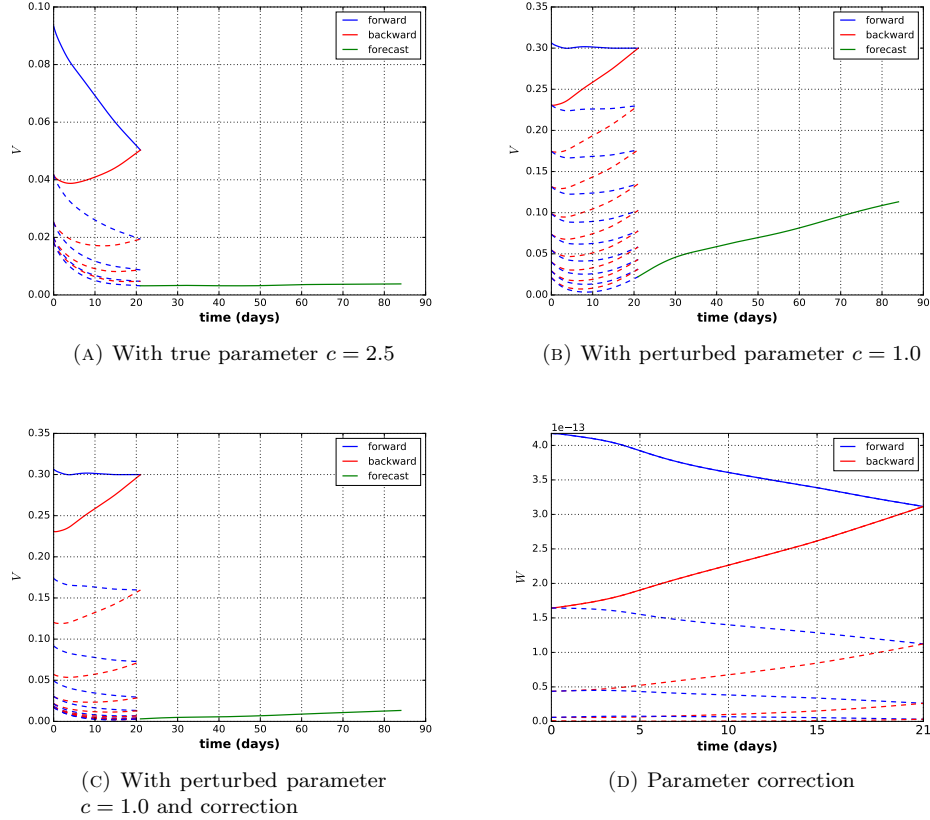 0.10
0.08
0.06
0.04
0.02
0.00
V
forward
backward
forecast
0 10 20 30 40 50 60 70 80 90
time (days)
(A) With true parameter c = 2.5
0.35
0.30
0.25
0.20
0.15
0.10
0.05
0.00
V
forward
backward
forecast
0 10 20 30 40 50 60 70 80 90
time (days)
(B) With perturbed parameter c = 1.0
0.35
0.30
0.25
0.20
0.15
0.10
0.05
0.00
V
forward
backward
forecast
0 10 20 30 40 50 60 70 80 90
time (days)
(C) With perturbed parameter
c = 1.0 and correction
1e−13
4.0
3.5
3.0
2.5
2.0
1.5
1.0
0.5
0.0
W
forward
backward
0 5 10 15 21
time (days)
(D) Parameter correction